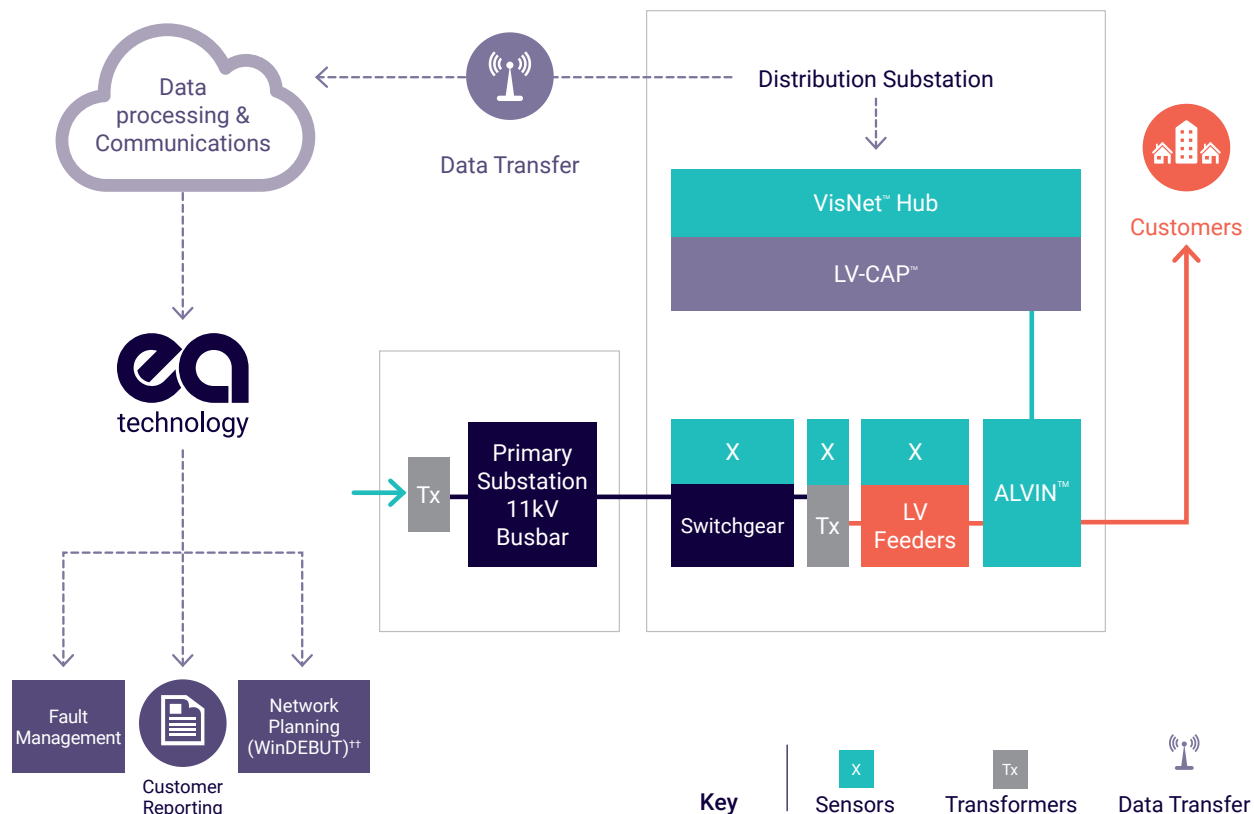 Data
processing &
Communications
Data Transfer
Distribution Substation
VisNet™ Hub
LV-CAP™
Customers
ea
technology
Tx
Primary
Substation
11kV
Busbar
X
Switchgear
X
Tx
X
LV
Feeders
ALVIN™
Fault
Management
Customer
Reporting
Network
Planning
(WinDEBUT)††
Key
X
Sensors
Tx
Transformers
Data Transfer